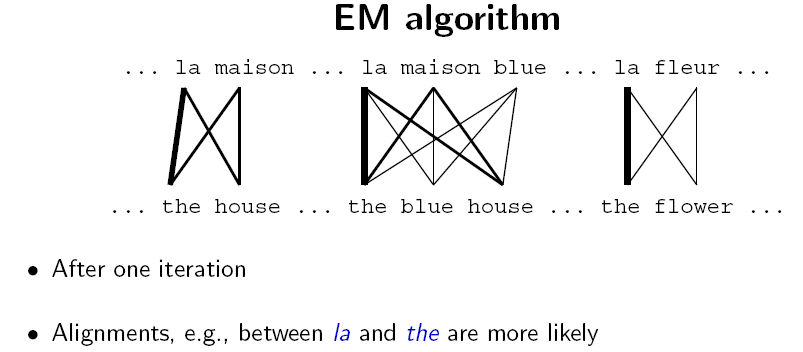 EM algorithm
... la maison ... la maison blue ... la fleur ...
... the house ... the blue house ... the flower ...
• After one iteration
• Alignments, e.g., between la and the are more likely